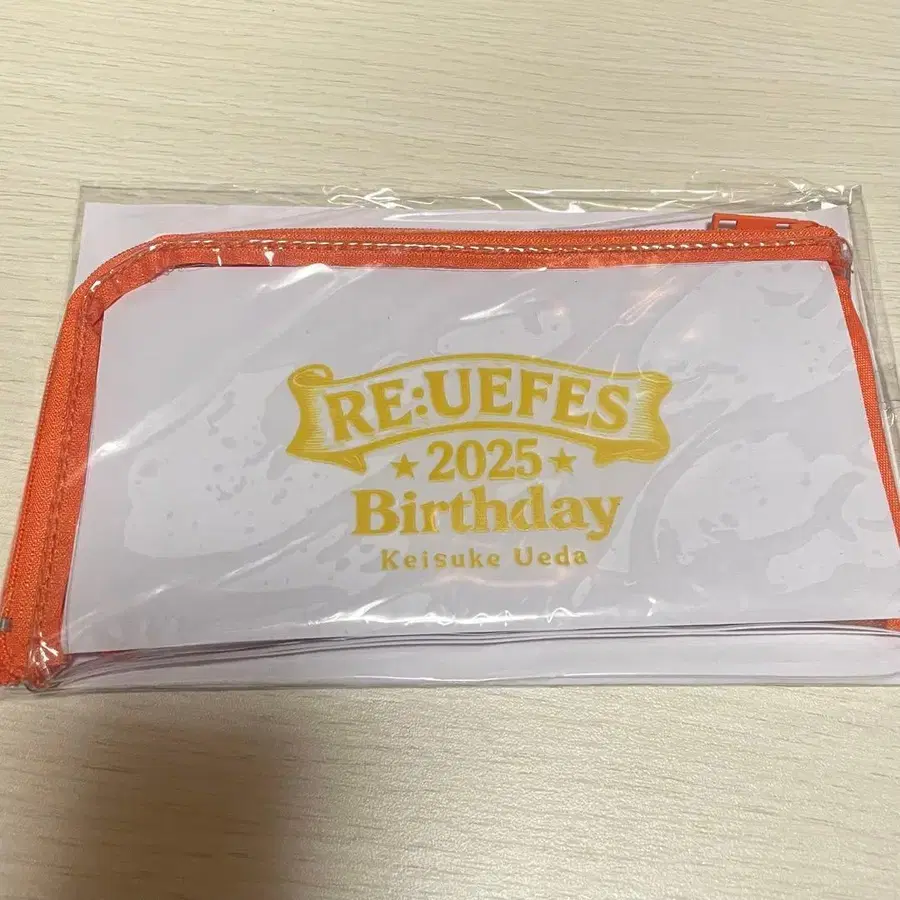 RE:UEFES
★2025★
Birthday
Keisuke Ueda